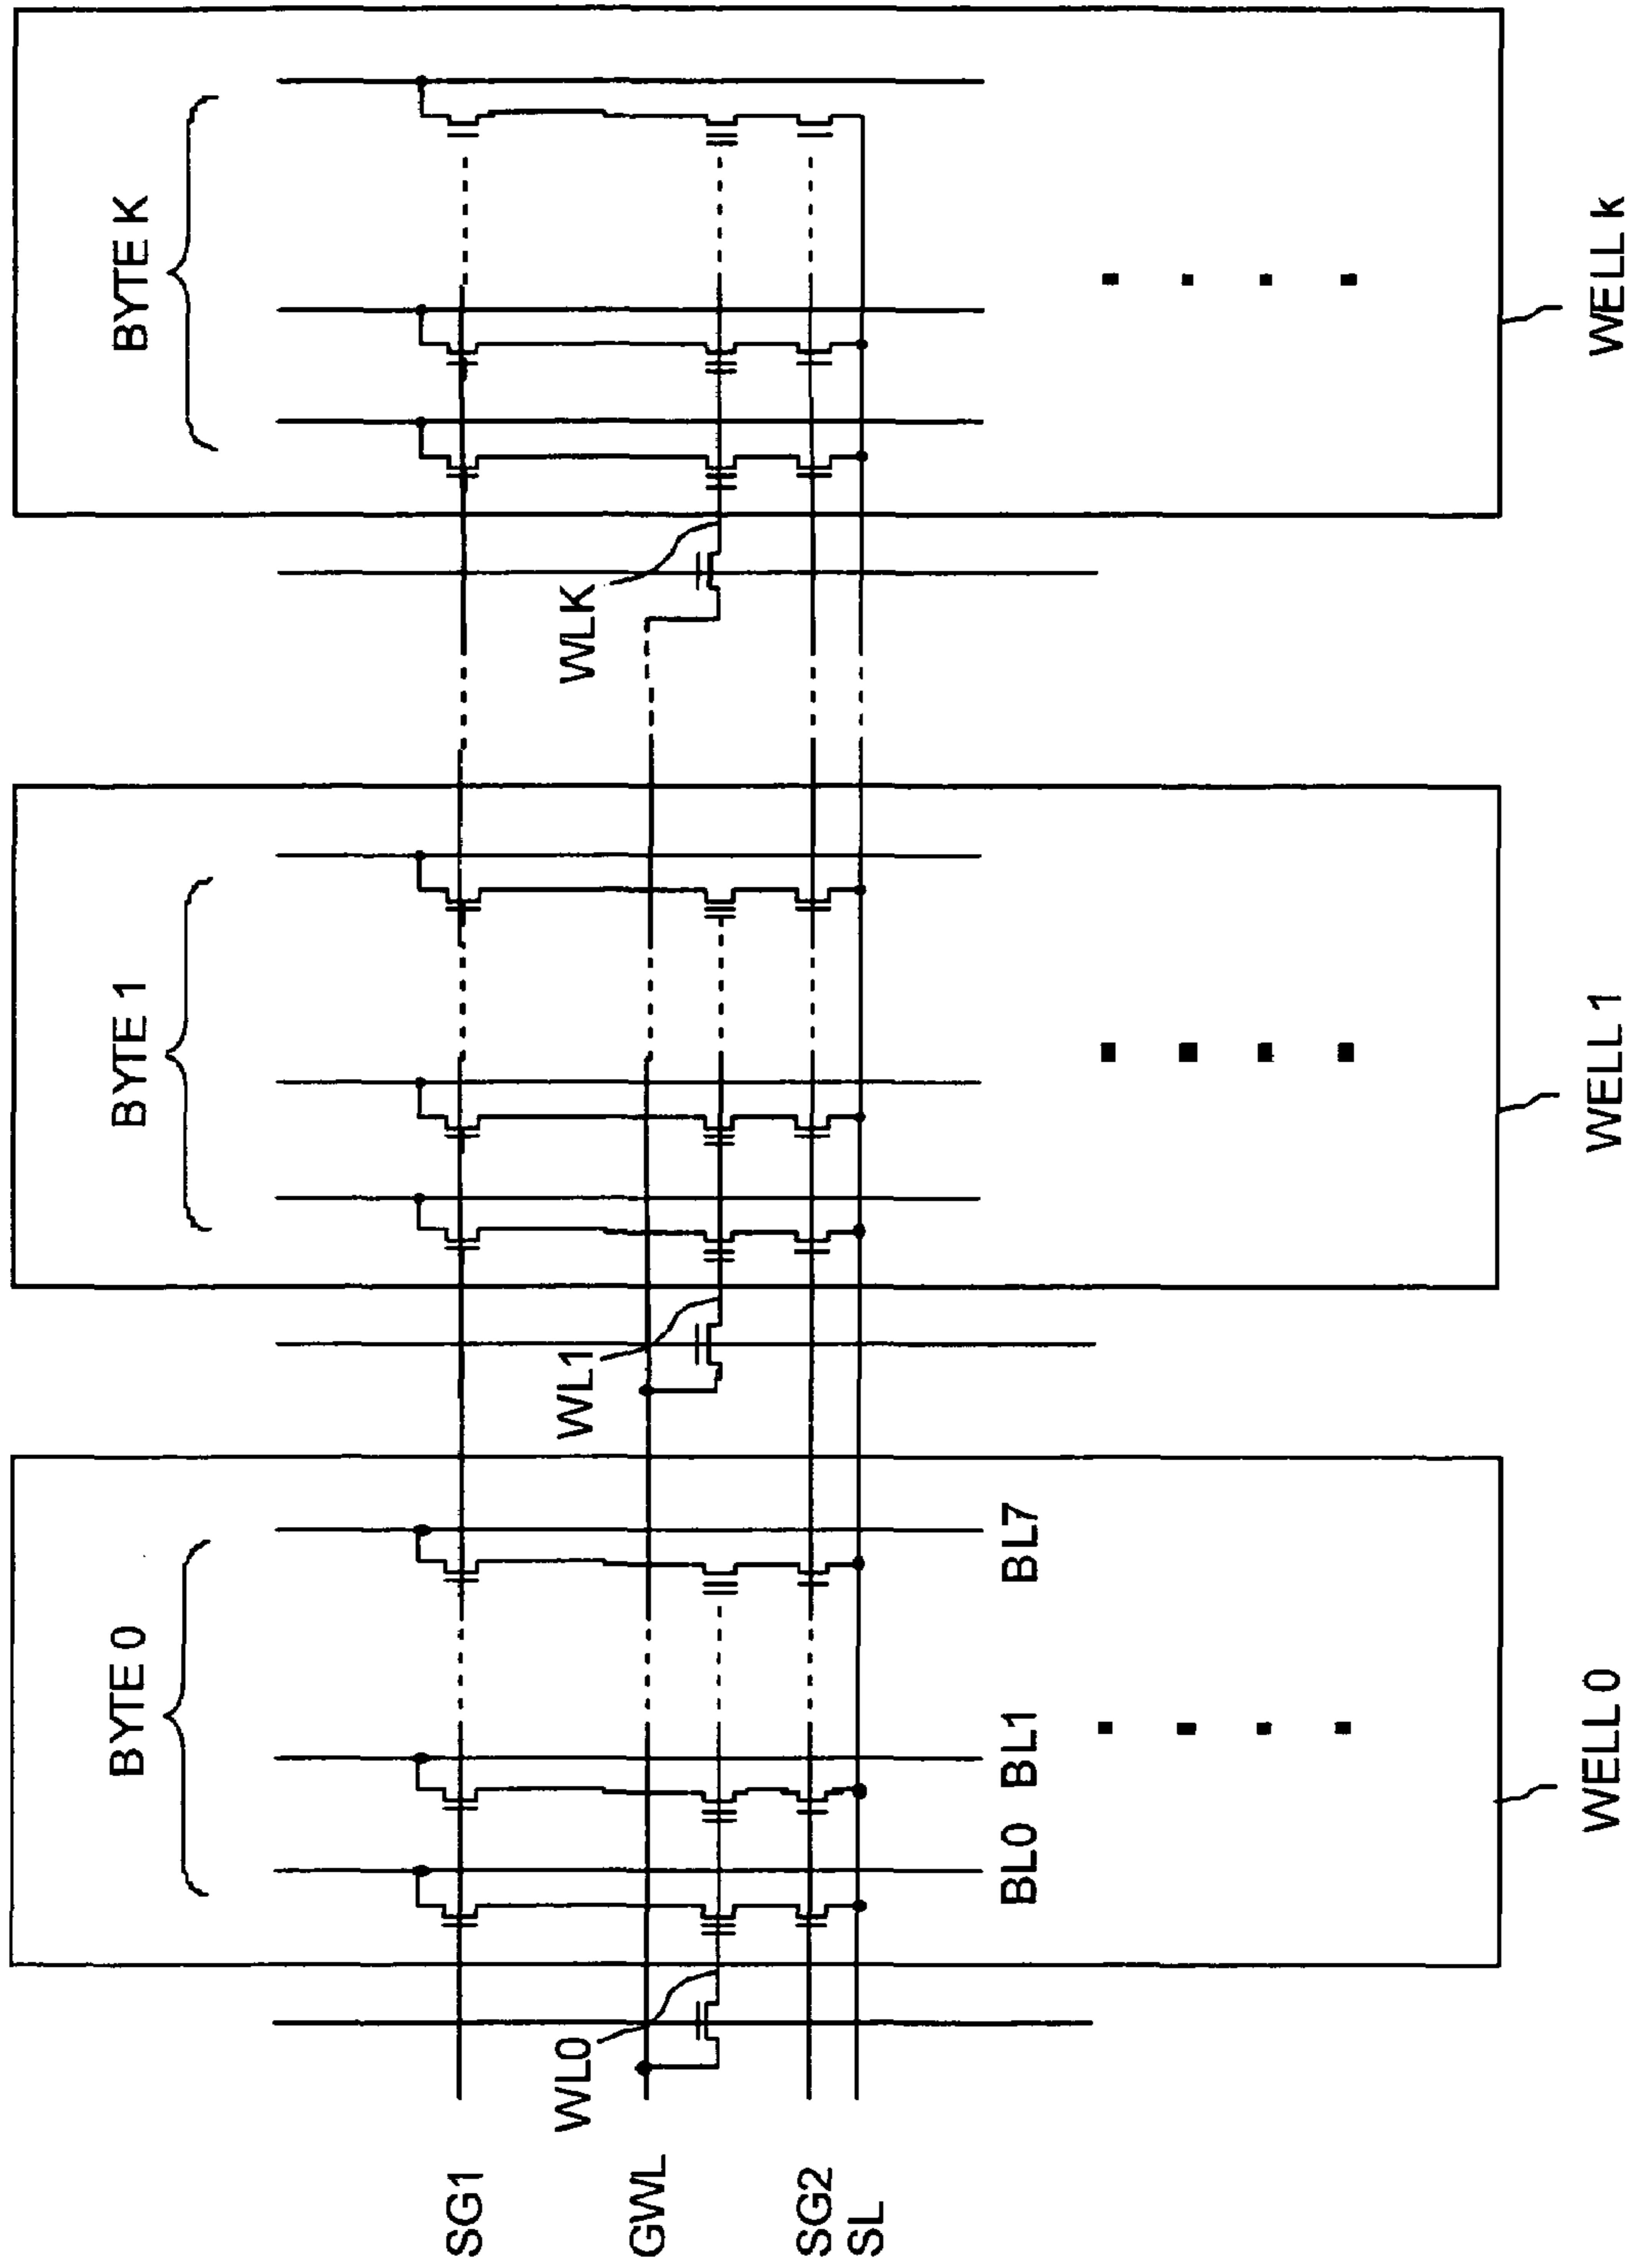 BYTE 0
BYTE 1
BYTE K
SG1
WL0
WL1
WLK
GWL
SG2
SL
BL0
BL1
BL7
WELL 0
WELL 1
WELL k